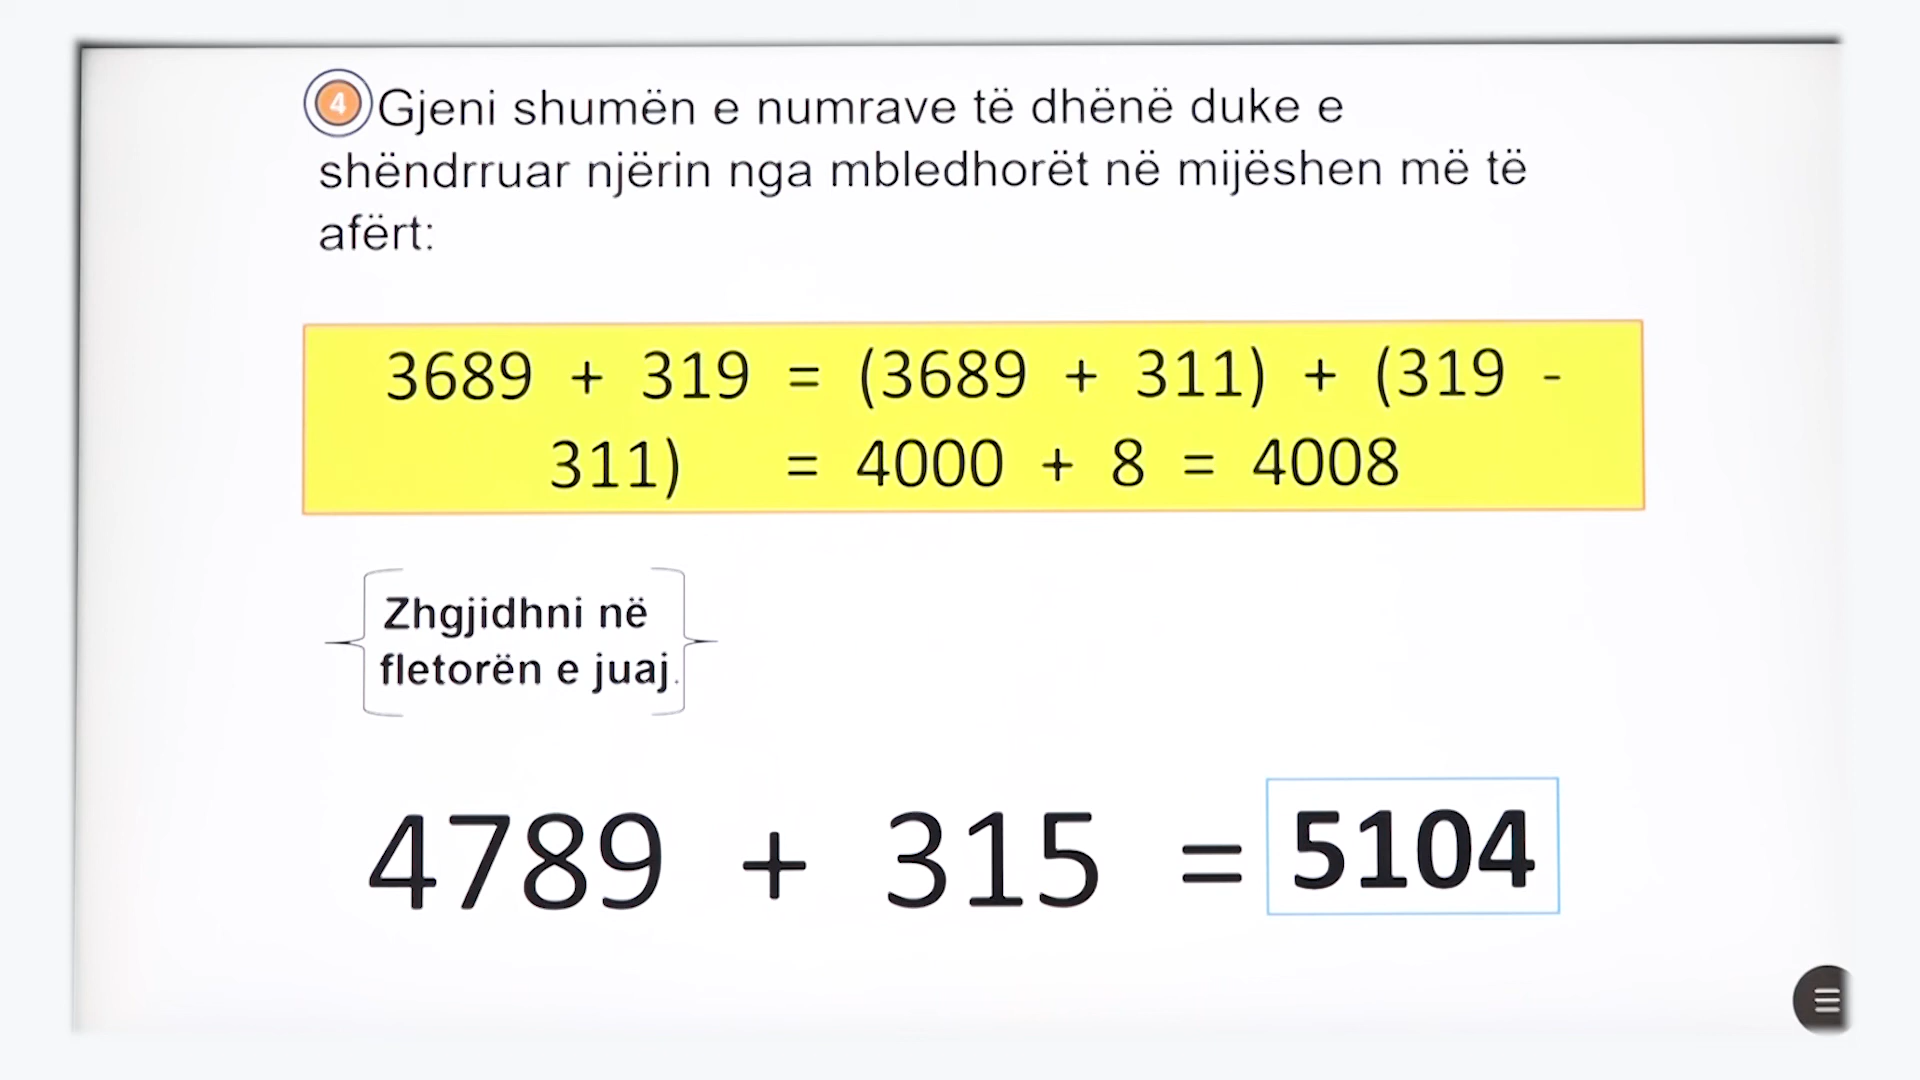 4 Gjeni shumën e numrave të dhënë duke e
shëndrruar njërin nga mbledhorët në mijëshen më të
afërt:
3689 + 319 = (3689 + 311) + (319 -
311) = 4000 + 8 = 4008
Zhgjidhni në
fletorën e juaj.
4789 + 315 = 5104